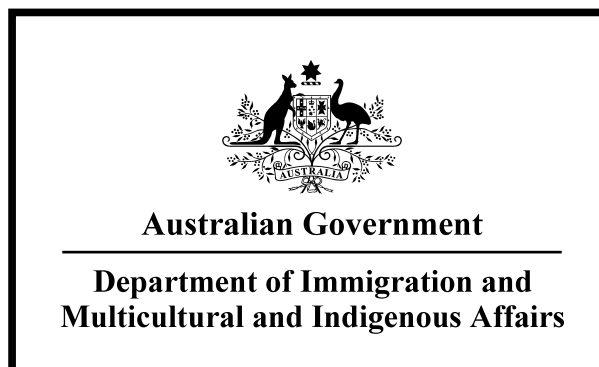 AUSTRALIA
Australian Government
Department of Immigration and
Multicultural and Indigenous Affairs